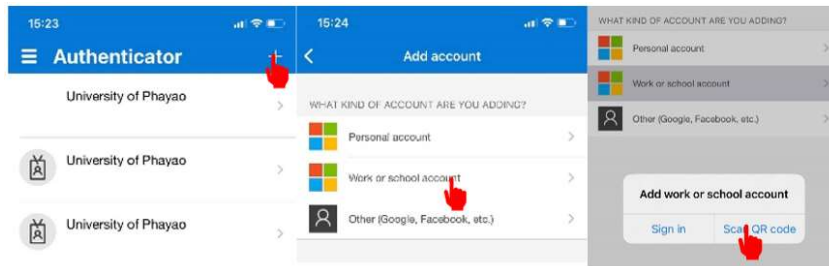 15:23
Authenticator
University of Phayao
University of Phayao
University of Phayao
15:24
Add account
WHAT KIND OF ACCOUNT ARE YOU ADDING?
Personal account
Work or school account
Other (Google, Facebook, etc.)
WHAT KIND OF ACCOUNT ARE YOU ADDING?
Personal account
Work or school account
Other (Google, Facebook, etc.)
Add work or school account
Sign in
Scan QR code